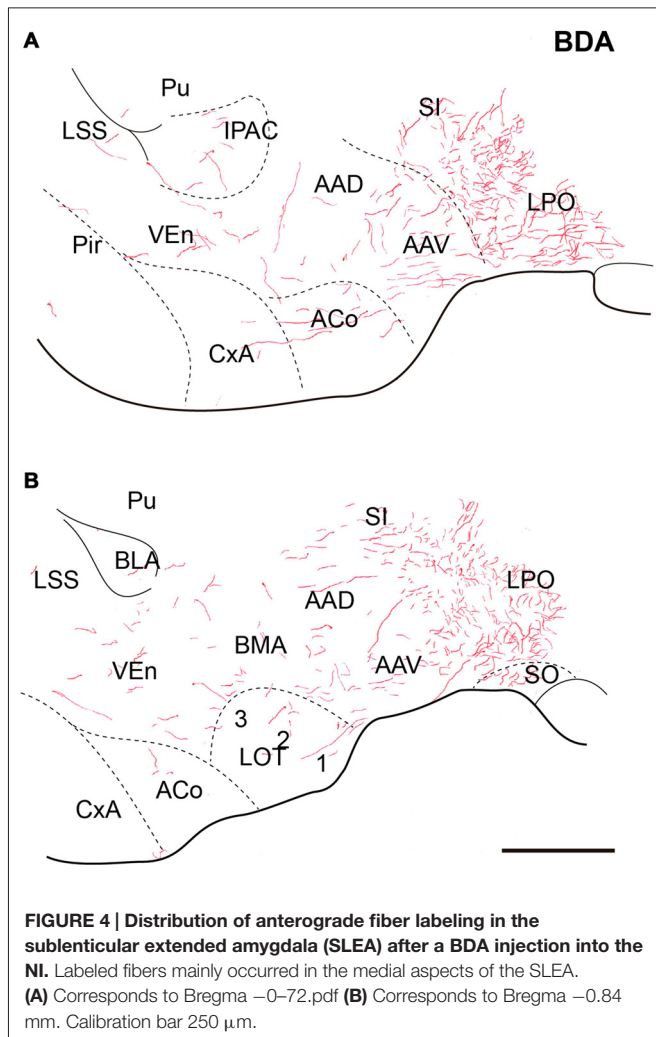 A
BDA
Pu
SI
LSS
IPAC
AAD
LPO
Pir
VEn
AAV
ACo
CxA
B
Pu
SI
BLA
LSS
LPO
AAD
BMA
VEn
AAV
SO
3
2
LOT
1
ACo
CxA
FIGURE 4 | Distribution of anterograde fiber labeling in the
sublenticular extended amygdala (SLEA) after a BDA injection into the
NI. Labeled fibers mainly occurred in the medial aspects of the SLEA.
(A) Corresponds to Bregma −0–72.pdf (B) Corresponds to Bregma −0.84
mm. Calibration bar 250 μm.